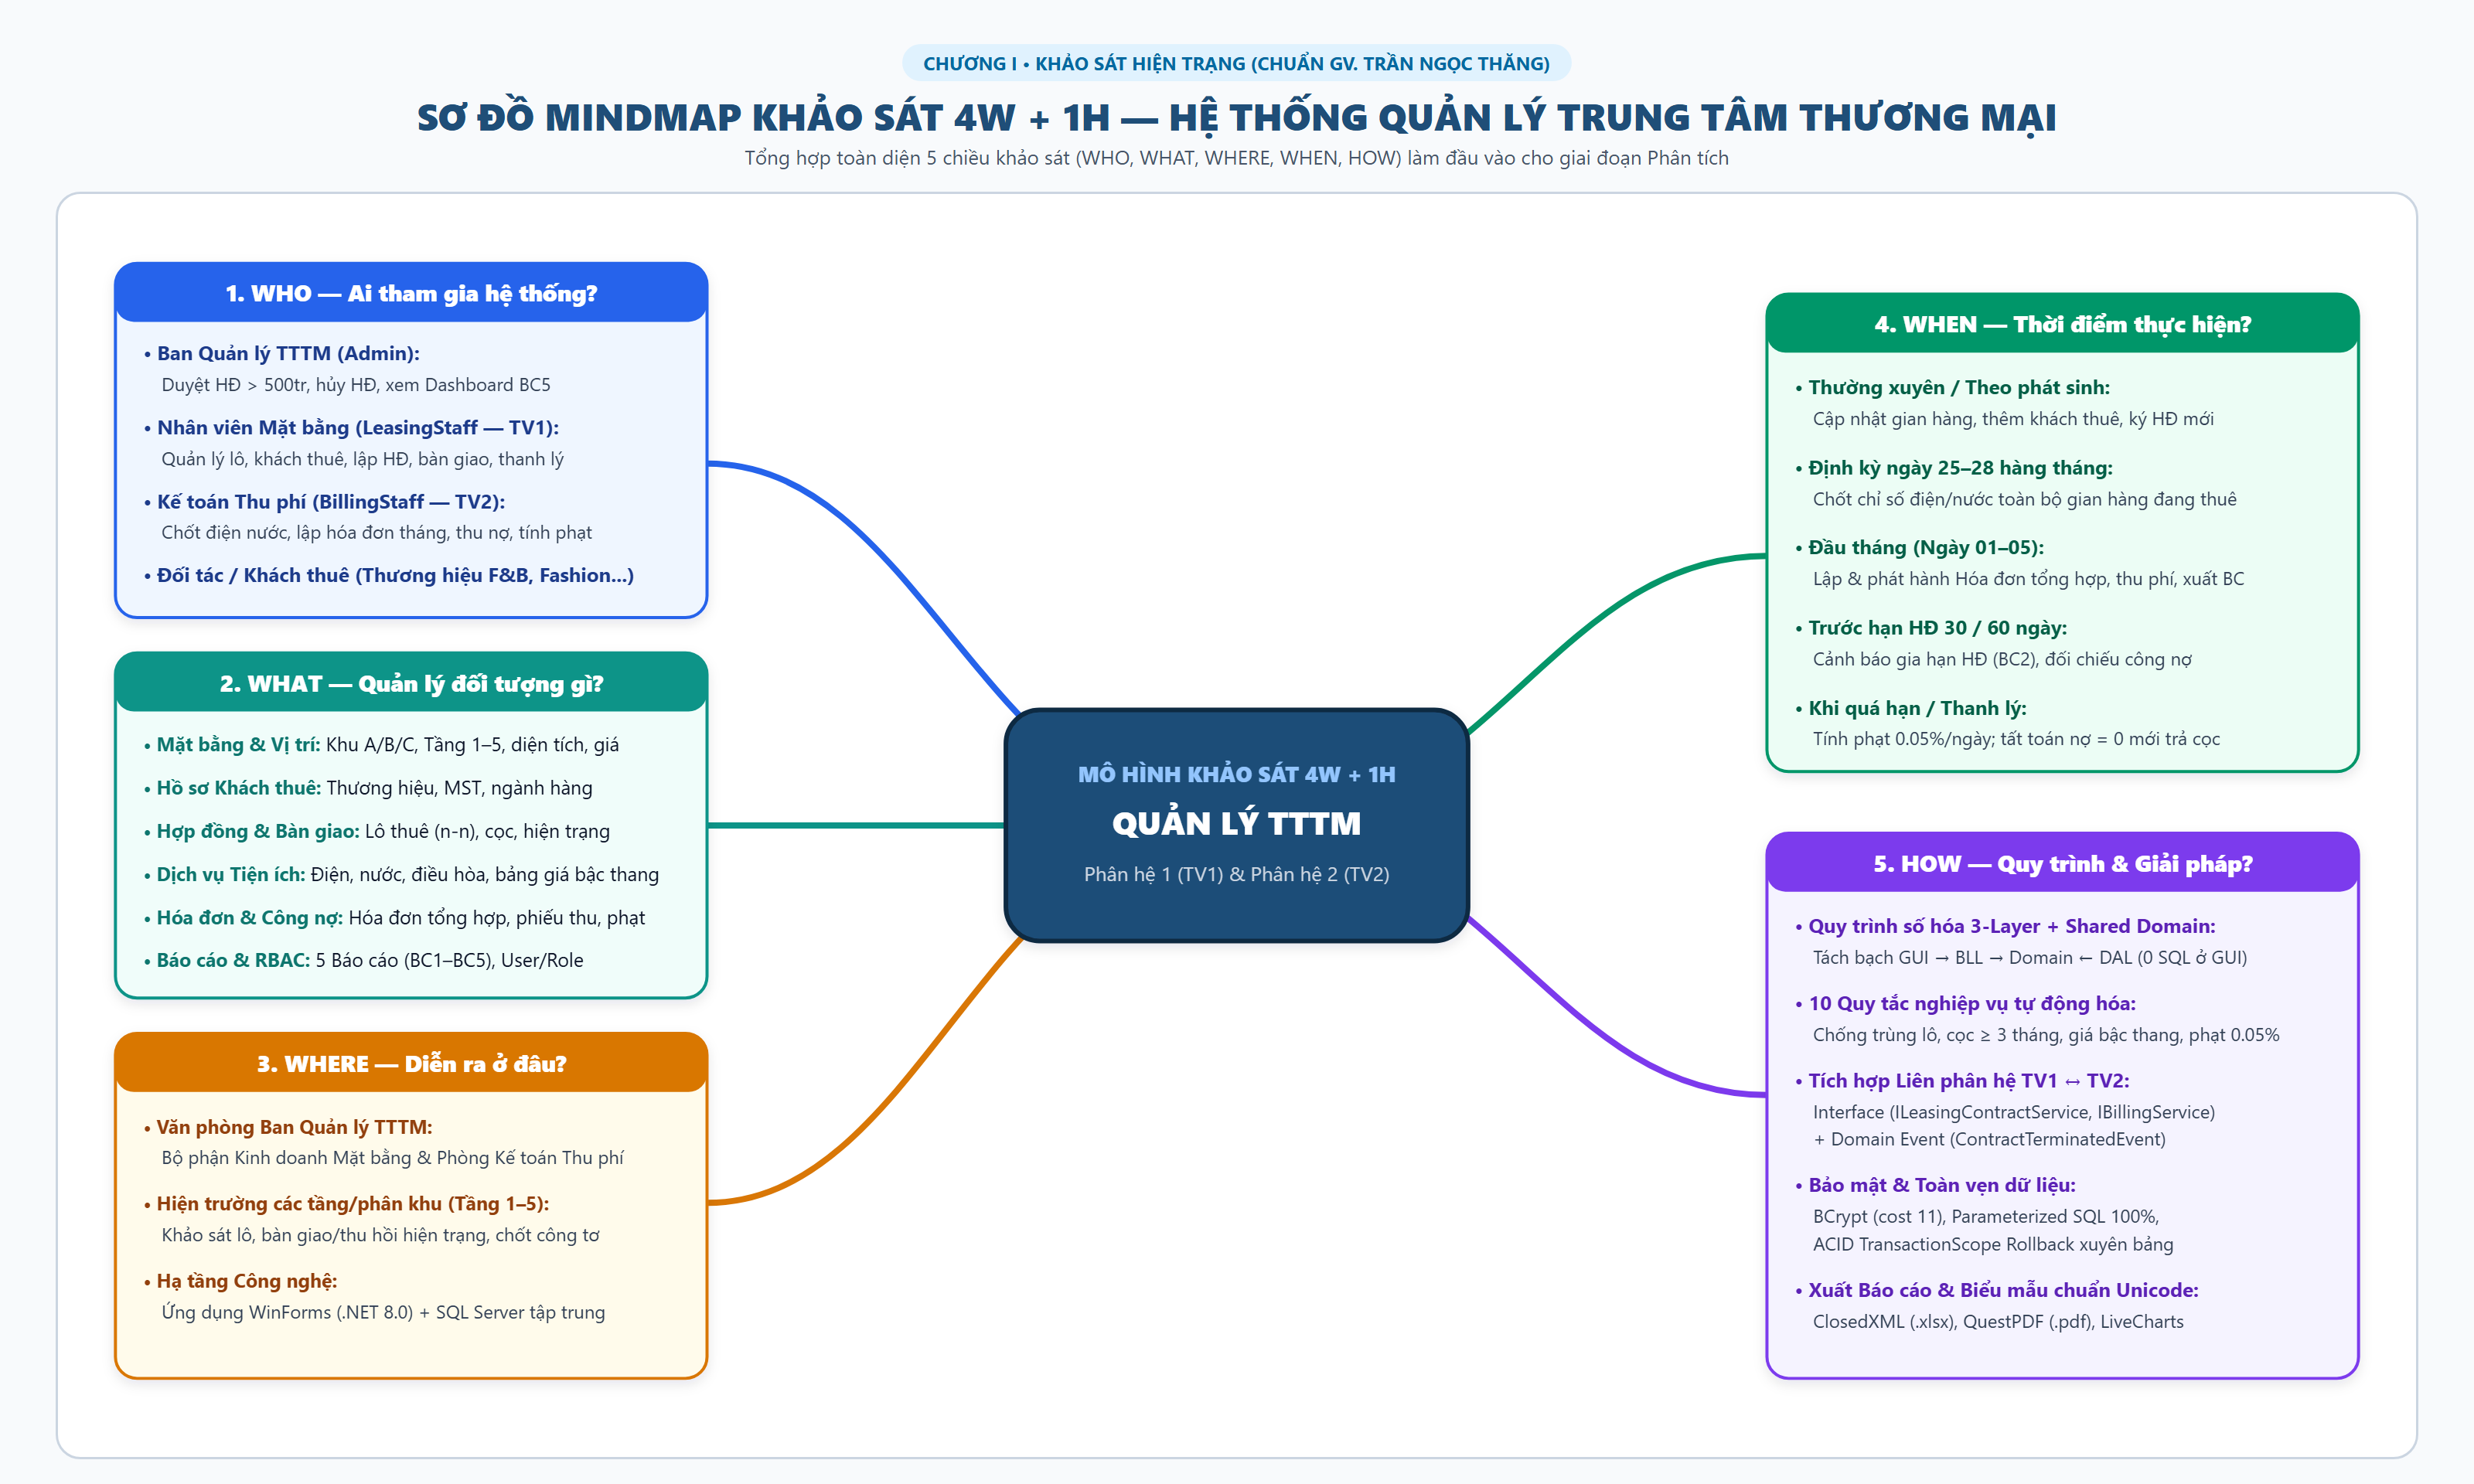 CHƯƠNG I • KHẢO SÁT HIỆN TRẠNG (CHUẨN GV. TRẦN NGỌC THĂNG)
SƠ ĐỒ MINDMAP KHẢO SÁT 4W + 1H — HỆ THỐNG QUẢN LÝ TRUNG TÂM THƯƠNG MẠI
Tổng hợp toàn diện 5 chiều khảo sát (WHO, WHAT, WHERE, WHEN, HOW) làm đầu vào cho giai đoạn Phân tích
1. WHO — Ai tham gia hệ thống?
• Ban Quản lý TTTM (Admin):
Duyệt HĐ > 500tr, hủy HĐ, xem Dashboard BC5
• Nhân viên Mặt bằng (LeasingStaff — TV1):
Quản lý lô, khách thuê, lập HĐ, bàn giao, thanh lý
• Kế toán Thu phí (BillingStaff — TV2):
Chốt điện nước, lập hóa đơn tháng, thu nợ, tính phạt
• Đối tác / Khách thuê (Thương hiệu F&B, Fashion...)
2. WHAT — Quản lý đối tượng gì?
• Mặt bằng & Vị trí: Khu A/B/C, Tầng 1–5, diện tích, giá
• Hồ sơ Khách thuê: Thương hiệu, MST, ngành hàng
• Hợp đồng & Bàn giao: Lô thuê (n-n), cọc, hiện trạng
• Dịch vụ Tiện ích: Điện, nước, điều hòa, bảng giá bậc thang
• Hóa đơn & Công nợ: Hóa đơn tổng hợp, phiếu thu, phạt
• Báo cáo & RBAC: 5 Báo cáo (BC1–BC5), User/Role
3. WHERE — Diễn ra ở đâu?
• Văn phòng Ban Quản lý TTTM:
Bộ phận Kinh doanh Mặt bằng & Phòng Kế toán Thu phí
• Hiện trường các tầng/phân khu (Tầng 1–5):
Khảo sát lô, bàn giao/thu hồi hiện trạng, chốt công tơ
• Hạ tầng Công nghệ:
Ứng dụng WinForms (.NET 8.0) + SQL Server tập trung
MÔ HÌNH KHẢO SÁT 4W + 1H
QUẢN LÝ TTTM
Phân hệ 1 (TV1) & Phân hệ 2 (TV2)
4. WHEN — Thời điểm thực hiện?
• Thường xuyên / Theo phát sinh:
Cập nhật gian hàng, thêm khách thuê, ký HĐ mới
• Định kỳ ngày 25–28 hàng tháng:
Chốt chỉ số điện/nước toàn bộ gian hàng đang thuê
• Đầu tháng (Ngày 01–05):
Lập & phát hành Hóa đơn tổng hợp, thu phí, xuất BC
• Trước hạn HĐ 30 / 60 ngày:
Cảnh báo gia hạn HĐ (BC2), đối chiếu công nợ
• Khi quá hạn / Thanh lý:
Tính phạt 0.05%/ngày; tất toán nợ = 0 mới trả cọc
5. HOW — Quy trình & Giải pháp?
• Quy trình số hóa 3-Layer + Shared Domain:
Tách bạch GUI → BLL → Domain ← DAL (0 SQL ở GUI)
• 10 Quy tắc nghiệp vụ tự động hóa:
Chống trùng lô, cọc ≥ 3 tháng, giá bậc thang, phạt 0.05%
• Tích hợp Liên phân hệ TV1 ↔ TV2:
Interface (ILeasingContractService, IBillingService)
+ Domain Event (ContractTerminatedEvent)
• Bảo mật & Toàn vẹn dữ liệu:
BCrypt (cost 11), Parameterized SQL 100%,
ACID TransactionScope Rollback xuyên bảng
• Xuất Báo cáo & Biểu mẫu chuẩn Unicode:
ClosedXML (.xlsx), QuestPDF (.pdf), LiveCharts